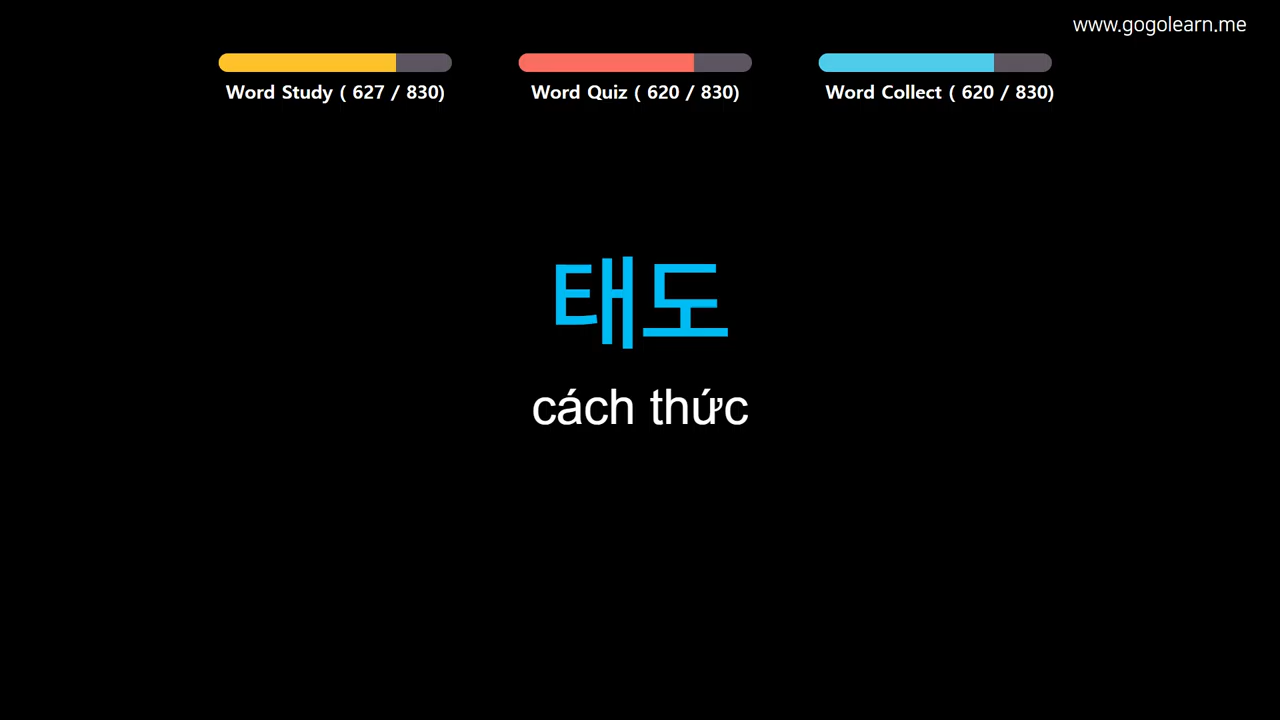 www.gogolearn.me
Word Study ( 627 / 830)
Word Quiz ( 620 / 830)
Word Collect ( 620 / 830)
태도
cách thức